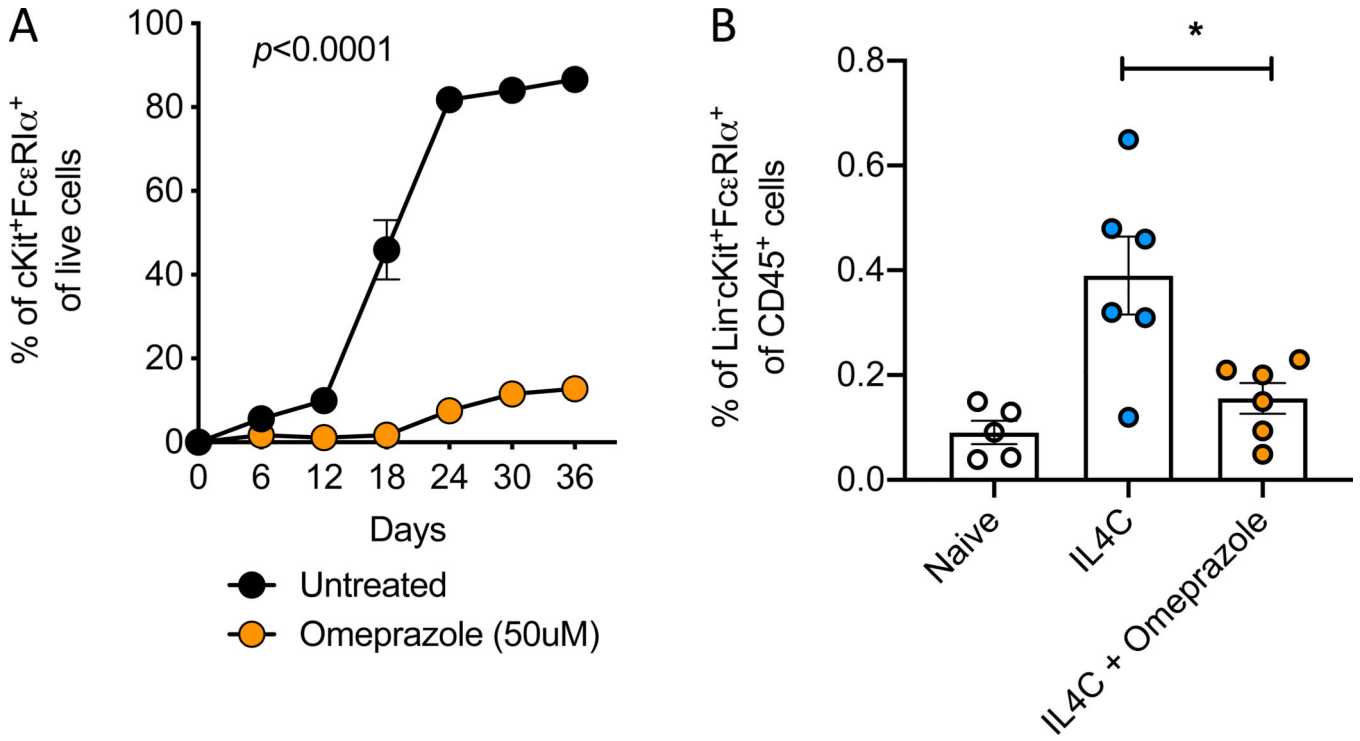 A
p<0.0001
% of cKit⁺FcεRIα⁺
of live cells
100
80
60
40
20
0
0 6 12 18 24 30 36
Days
Untreated
Omeprazole (50uM)
B
*
% of Lin⁻cKit⁺FcεRIα⁺
of CD45⁺ cells
0.8
0.6
0.4
0.2
0.0
Naive
IL4C
IL4C + Omeprazole